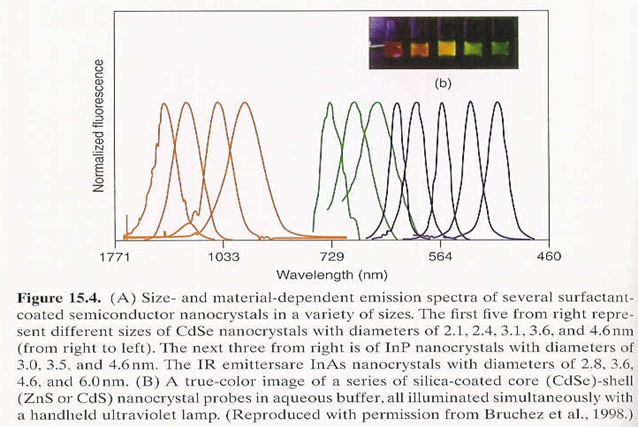 (b)
Normalized fluorescence
1771 1033 729 564 460
Wavelength (nm)
Figure 15.4. (A) Size- and material-dependent emission spectra of several surfactant-
coated semiconductor nanocrystals in a variety of sizes. The first five from right repre-
sent different sizes of CdSe nanocrystals with diameters of 2.1, 2.4, 3.1, 3.6, and 4.6 nm
(from right to left). The next three from right is of InP nanocrystals with diameters of
3.0, 3.5, and 4.6 nm. The IR emittersare InAs nanocrystals with diameters of 2.8, 3.6,
4.6, and 6.0 nm. (B) A true-color image of a series of silica-coated core (CdSe)-shell
(ZnS or CdS) nanocrystal probes in aqueous buffer, all illuminated simultaneously with
a handheld ultraviolet lamp. (Reproduced with permission from Bruchez et al., 1998.)